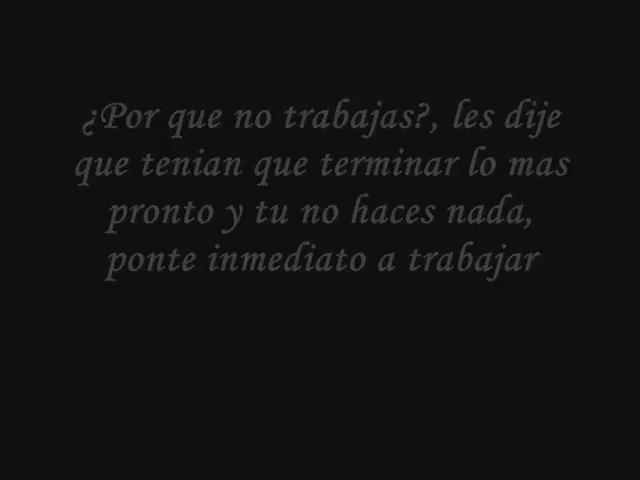 ¿Por que no trabajas?, les dije
que tenian que terminar lo mas
pronto y tu no haces nada,
ponte inmediato a trabajar